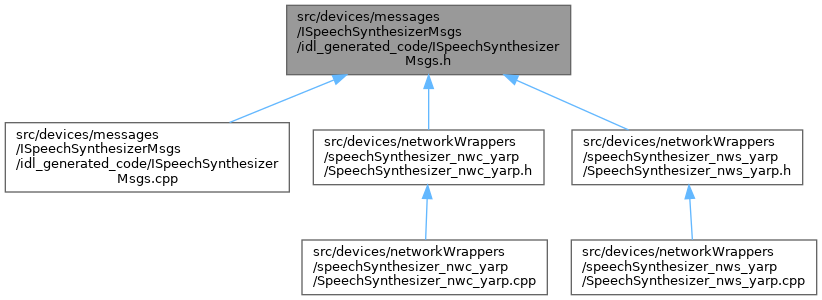 src/devices/messages
/ISpeechSynthesizerMsgs
/idl_generated_code/ISpeechSynthesizer
Msgs.h
src/devices/messages
/ISpeechSynthesizerMsgs
/idl_generated_code/ISpeechSynthesizer
Msgs.cpp
src/devices/networkWrappers
/speechSynthesizer_nwc_yarp
/SpeechSynthesizer_nwc_yarp.h
src/devices/networkWrappers
/speechSynthesizer_nws_yarp
/SpeechSynthesizer_nws_yarp.h
src/devices/networkWrappers
/speechSynthesizer_nwc_yarp
/SpeechSynthesizer_nwc_yarp.cpp
src/devices/networkWrappers
/speechSynthesizer_nws_yarp
/SpeechSynthesizer_nws_yarp.cpp